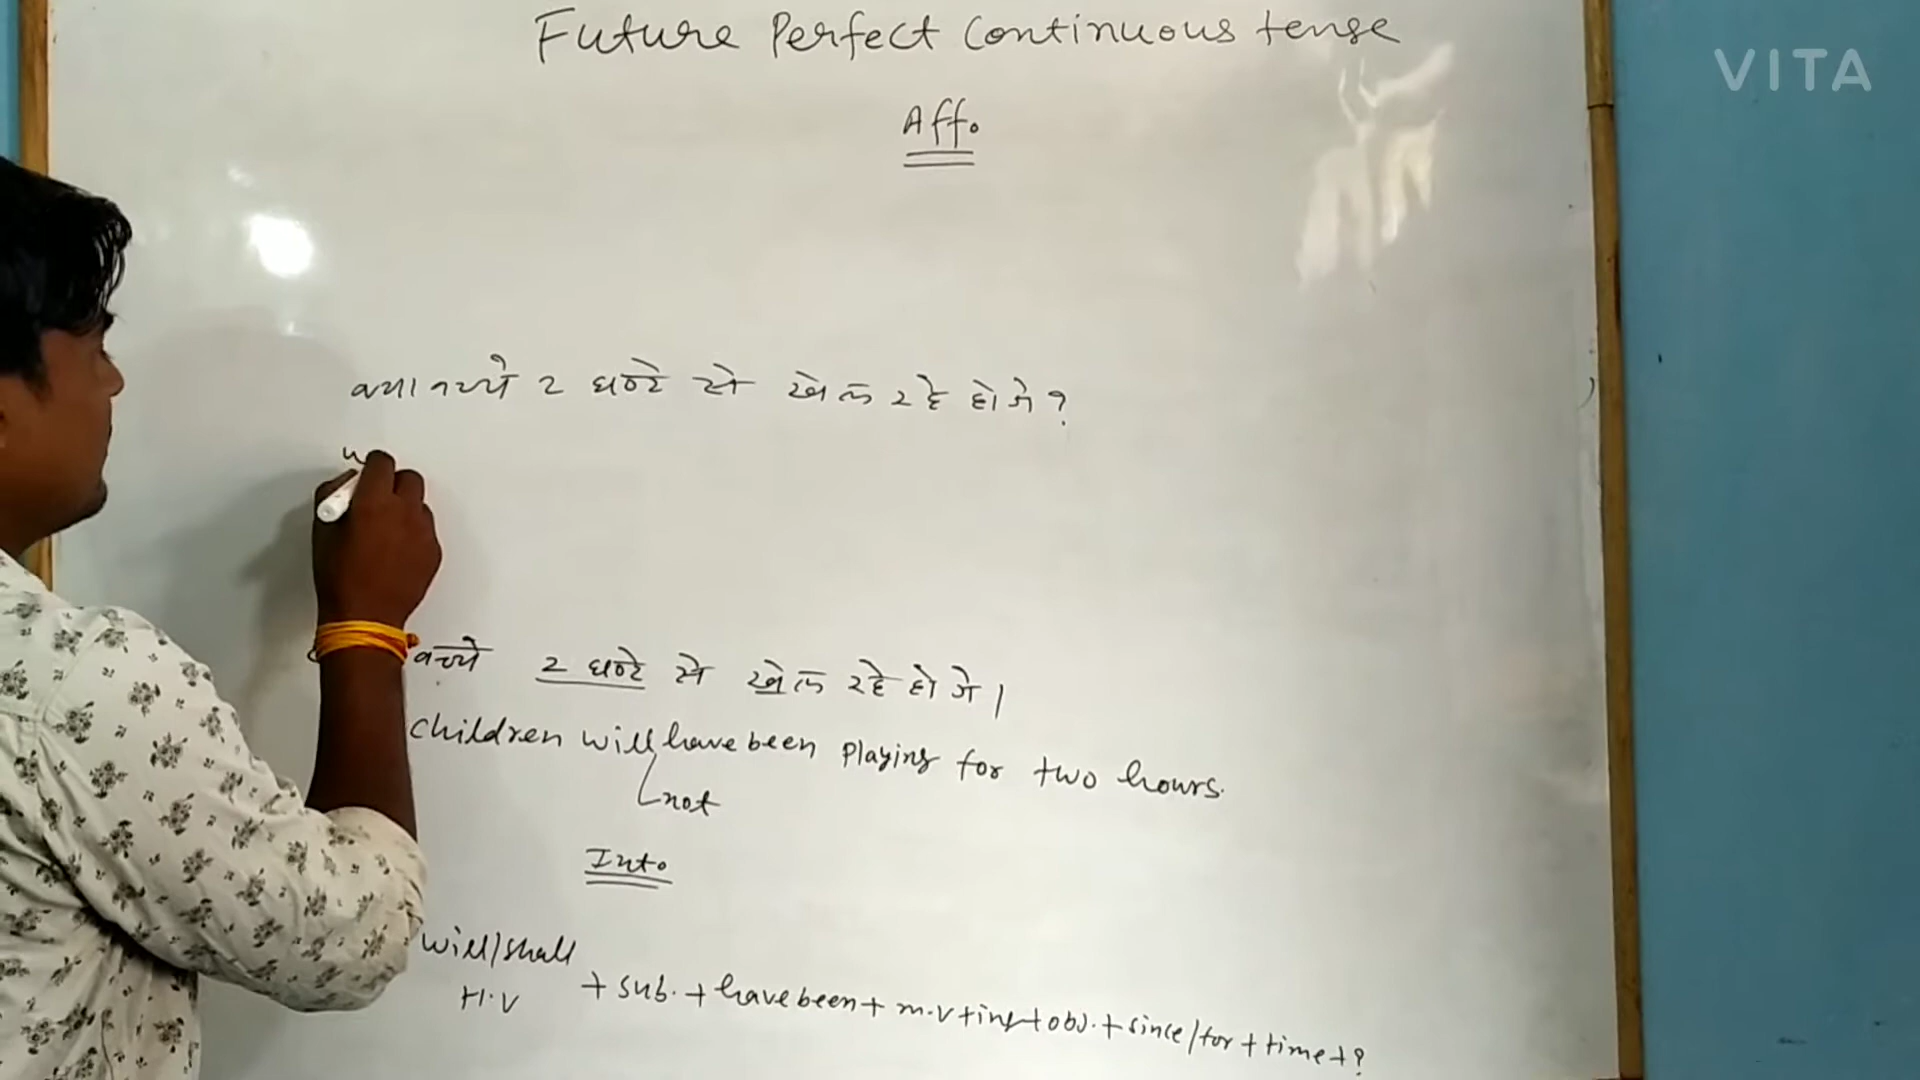 Future Perfect Continuous tense
VITA
Aff.
क्या बच्चे 2 घण्टे से खेल रहे होगे?
w
बच्चे 2 घण्टे से खेल रहे होगे।
children will have been Playing for two hours.
not
Int.
will/shall + sub. + have been + m.v + ing + obj. + since/for + time + ?
H.V